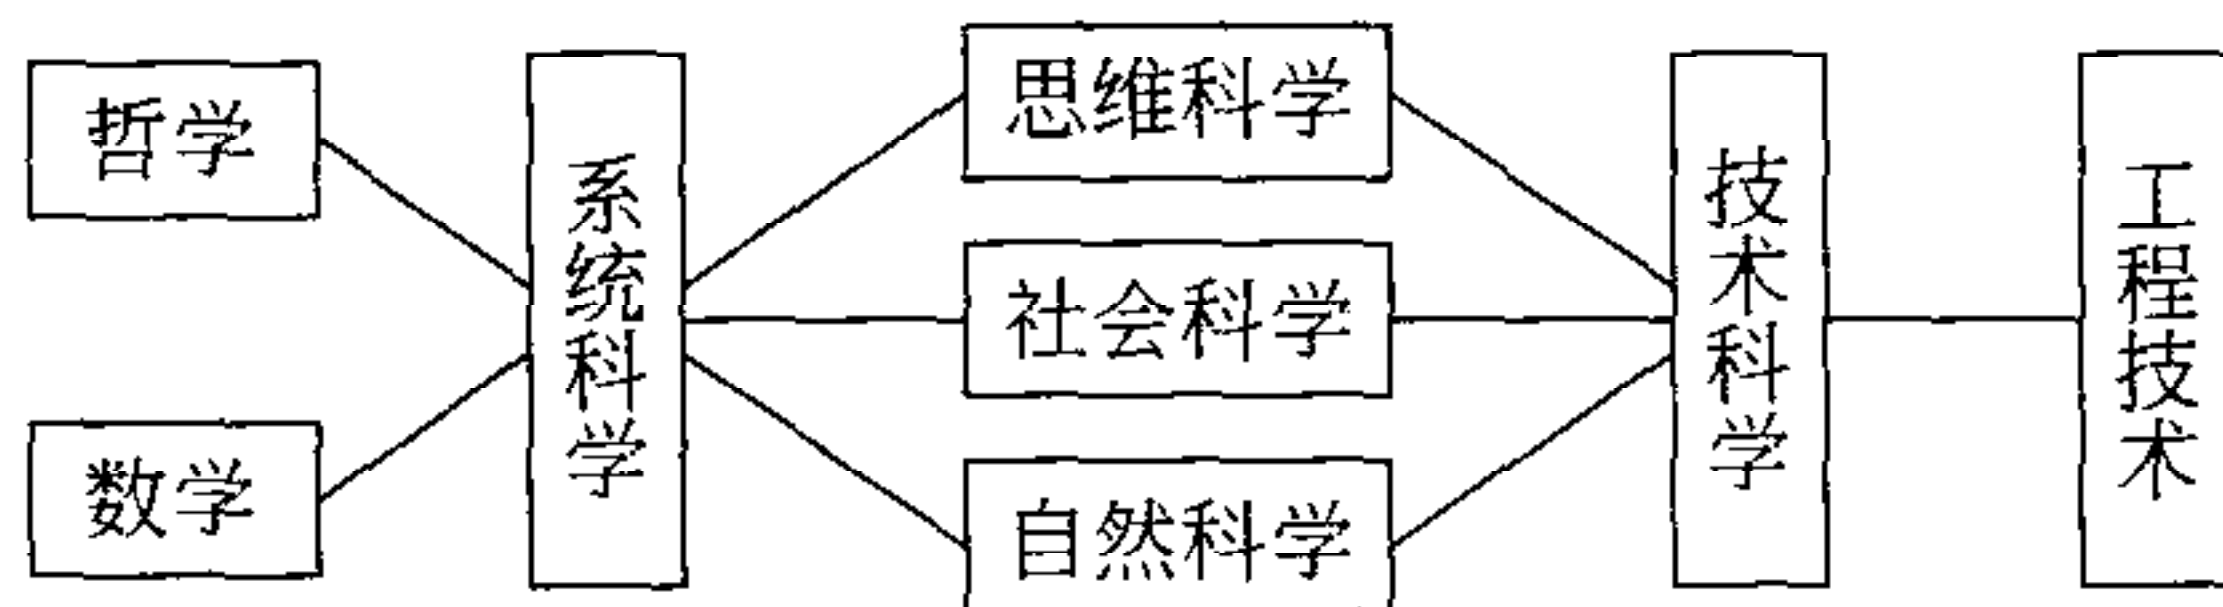 哲学
数学
系统科学
思维科学
社会科学
自然科学
技术科学
工程技术